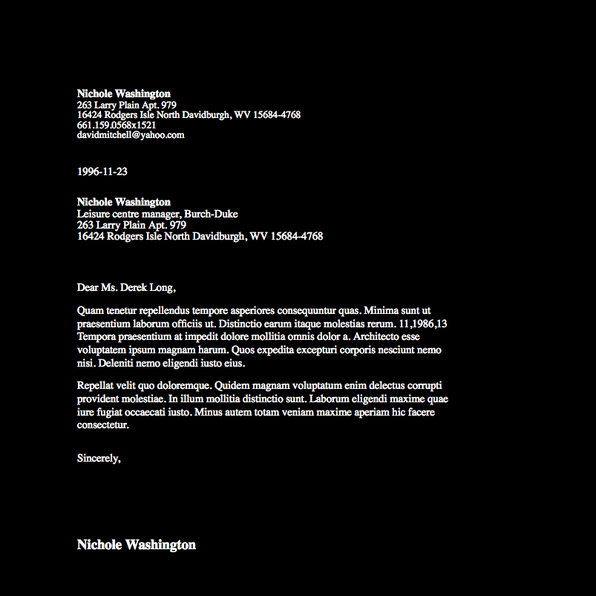 Nichole Washington
263 Larry Plain Apt. 979
16424 Rodgers Isle North Davidburgh, WV 15684-4768
661.159.0568x1521
davidmitchell@yahoo.com
1996-11-23
Nichole Washington
Leisure centre manager, Burch-Duke
263 Larry Plain Apt. 979
16424 Rodgers Isle North Davidburgh, WV 15684-4768
Dear Ms. Derek Long,
Quam tenetur repellendus tempore asperiores consequuntur quas. Minima sunt ut
praesentium laborum officiis ut. Distinctio earum itaque molestias rerum. 11,1986,13
Tempora praesentium at impedit dolore mollitia omnis dolor a. Architecto esse
voluptatem ipsum magnam harum. Quos expedita excepturi corporis nesciunt nemo
nisi. Deleniti nemo eligendi iusto eius.
Repellat velit quo doloremque. Quidem magnam voluptatum enim delectus corrupti
provident molestiae. In illum mollitia distinctio sunt. Laborum eligendi maxime quae
iure fugiat occaecati iusto. Minus autem totam veniam maxime aperiam hic facere
consectetur.
Sincerely,
Nichole Washington